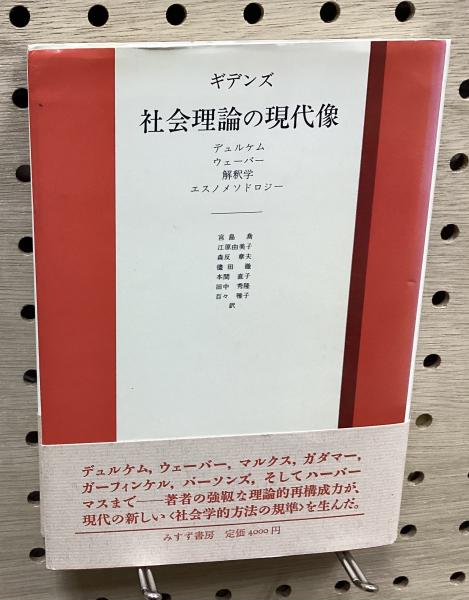 ギデンズ
社会理論の現代像
デュルケム
ウェーバー
解釈学
エスノメソドロジー
宮島 喬
江原由美子
森反 章夫
儘田 徹
本間 直子
田中 秀隆
百々 雅子
訳
デュルケム, ウェーバー, マルクス, ガダマー,
ガーフィンケル, パーソンズ, そしてハーバー
マスまで——著者の強靱な理論的再構成力が,
現代の新しい〈社会学的方法の規準〉を生んだ。
みすず書房 定価4000円